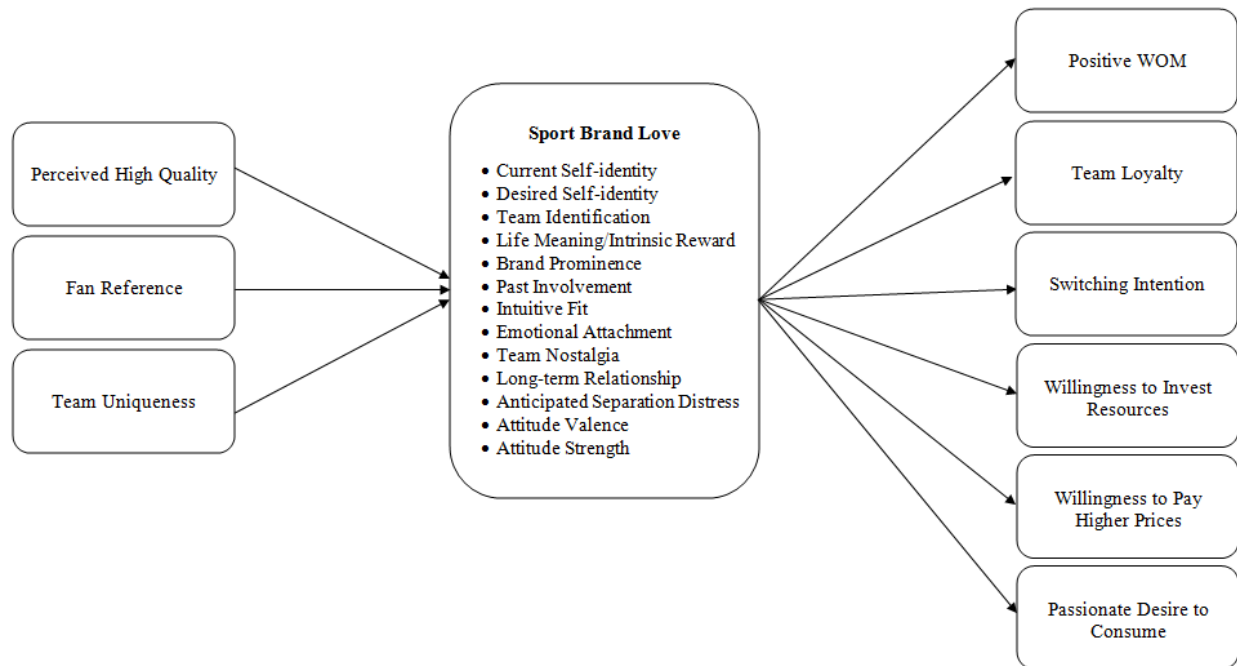 Perceived High Quality
Fan Reference
Team Uniqueness
Sport Brand Love
• Current Self-identity
• Desired Self-identity
• Team Identification
• Life Meaning/Intrinsic Reward
• Brand Prominence
• Past Involvement
• Intuitive Fit
• Emotional Attachment
• Team Nostalgia
• Long-term Relationship
• Anticipated Separation Distress
• Attitude Valence
• Attitude Strength
Positive WOM
Team Loyalty
Switching Intention
Willingness to Invest
Resources
Willingness to Pay
Higher Prices
Passionate Desire to
Consume